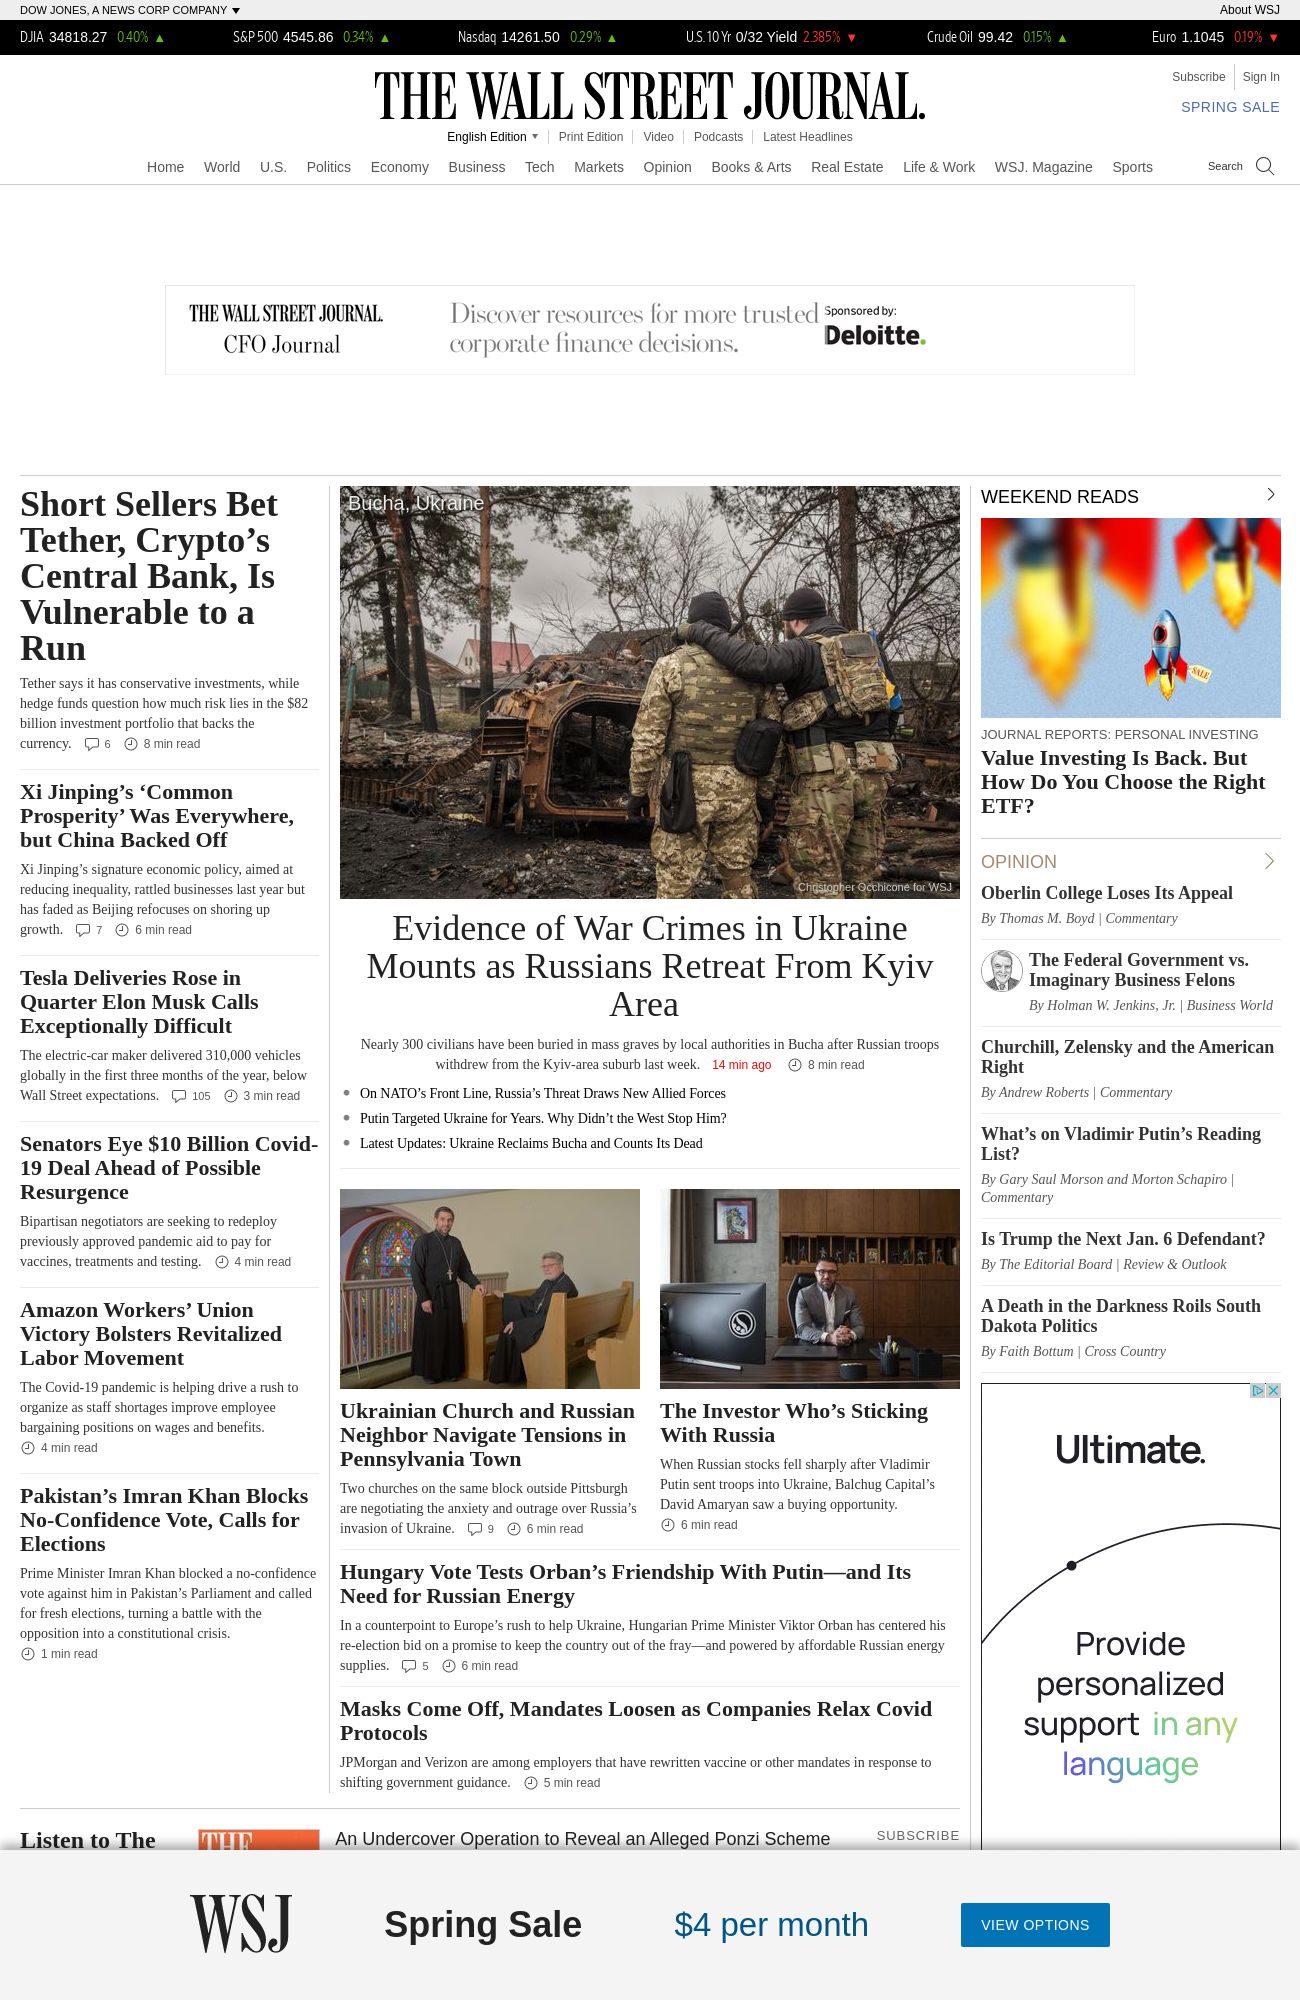 DOW JONES, A NEWS CORP COMPANY
About WSJ
DJIA 34818.27 0.40% ▲
S&P 500 4545.86 0.34% ▲
Nasdaq 14261.50 0.29% ▲
U.S. 10 Yr 0/32 Yield 2.385% ▼
Crude Oil 99.42 0.15% ▲
Euro 1.1045 0.19% ▼
THE WALL STREET JOURNAL.
Subscribe
Sign In
SPRING SALE
English Edition
Print Edition
Video
Podcasts
Latest Headlines
Home World U.S. Politics Economy Business Tech Markets Opinion Books & Arts Real Estate Life & Work WSJ. Magazine Sports
Search
THE WALL STREET JOURNAL.
CFO Journal
Discover resources for more trusted
corporate finance decisions.
Sponsored by:
Deloitte.
Short Sellers Bet
Tether, Crypto’s
Central Bank, Is
Vulnerable to a
Run
Tether says it has conservative investments, while
hedge funds question how much risk lies in the $82
billion investment portfolio that backs the
currency. 6 8 min read
Xi Jinping’s ‘Common
Prosperity’ Was Everywhere,
but China Backed Off
Xi Jinping’s signature economic policy, aimed at
reducing inequality, rattled businesses last year but
has faded as Beijing refocuses on shoring up
growth. 7 6 min read
Tesla Deliveries Rose in
Quarter Elon Musk Calls
Exceptionally Difficult
The electric-car maker delivered 310,000 vehicles
globally in the first three months of the year, below
Wall Street expectations. 105 3 min read
Senators Eye $10 Billion Covid-
19 Deal Ahead of Possible
Resurgence
Bipartisan negotiators are seeking to redeploy
previously approved pandemic aid to pay for
vaccines, treatments and testing. 4 min read
Amazon Workers’ Union
Victory Bolsters Revitalized
Labor Movement
The Covid-19 pandemic is helping drive a rush to
organize as staff shortages improve employee
bargaining positions on wages and benefits.
4 min read
Pakistan’s Imran Khan Blocks
No-Confidence Vote, Calls for
Elections
Prime Minister Imran Khan blocked a no-confidence
vote against him in Pakistan’s Parliament and called
for fresh elections, turning a battle with the
opposition into a constitutional crisis.
1 min read
Bucha, Ukraine
Christopher Occhicone for WSJ
Evidence of War Crimes in Ukraine
Mounts as Russians Retreat From Kyiv
Area
Nearly 300 civilians have been buried in mass graves by local authorities in Bucha after Russian troops
withdrew from the Kyiv-area suburb last week. 14 min ago 8 min read
On NATO’s Front Line, Russia’s Threat Draws New Allied Forces
Putin Targeted Ukraine for Years. Why Didn’t the West Stop Him?
Latest Updates: Ukraine Reclaims Bucha and Counts Its Dead
Ukrainian Church and Russian
Neighbor Navigate Tensions in
Pennsylvania Town
Two churches on the same block outside Pittsburgh
are negotiating the anxiety and outrage over Russia’s
invasion of Ukraine. 9 6 min read
The Investor Who’s Sticking
With Russia
When Russian stocks fell sharply after Vladimir
Putin sent troops into Ukraine, Balchug Capital’s
David Amaryan saw a buying opportunity.
6 min read
Hungary Vote Tests Orban’s Friendship With Putin—and Its
Need for Russian Energy
In a counterpoint to Europe’s rush to help Ukraine, Hungarian Prime Minister Viktor Orban has centered his
re-election bid on a promise to keep the country out of the fray—and powered by affordable Russian energy
supplies. 5 6 min read
Masks Come Off, Mandates Loosen as Companies Relax Covid
Protocols
JPMorgan and Verizon are among employers that have rewritten vaccine or other mandates in response to
shifting government guidance. 5 min read
WEEKEND READS
SALE
JOURNAL REPORTS: PERSONAL INVESTING
Value Investing Is Back. But
How Do You Choose the Right
ETF?
OPINION
Oberlin College Loses Its Appeal
By Thomas M. Boyd | Commentary
The Federal Government vs.
Imaginary Business Felons
By Holman W. Jenkins, Jr. | Business World
Churchill, Zelensky and the American
Right
By Andrew Roberts | Commentary
What’s on Vladimir Putin’s Reading
List?
By Gary Saul Morson and Morton Schapiro |
Commentary
Is Trump the Next Jan. 6 Defendant?
By The Editorial Board | Review & Outlook
A Death in the Darkness Roils South
Dakota Politics
By Faith Bottum | Cross Country
Ultimate.
Provide
personalized
support in any
language
Listen to The
THE
An Undercover Operation to Reveal an Alleged Ponzi Scheme
SUBSCRIBE
WSJ
Spring Sale
$4 per month
VIEW OPTIONS